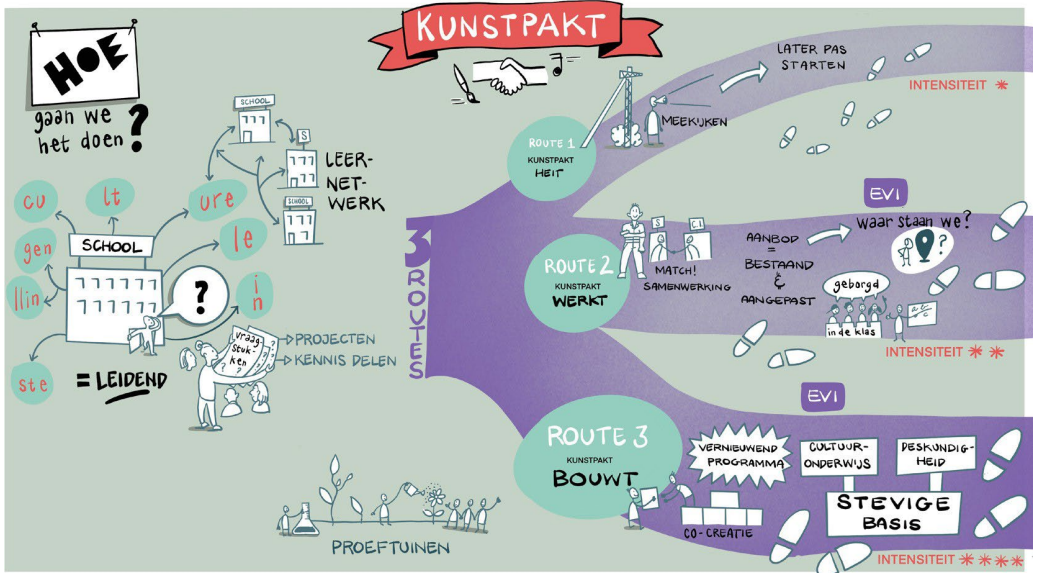 HOE
gaan we
het doen?
KUNSTPAKT
SCHOOL
S
SCHOOL
LEER-
NET-
WERK
cu
lt
ure
gen
le
llin
i
n
ste
SCHOOL
?
vraag-
stuk-
ken
?
PROJECTEN
KENNIS DELEN
= LEIDEND
PROEFTUINEN
3
ROUTES
ROUTE 1
KUNSTPAKT
HEIT
MEEKIJKEN
LATER PAS
STARTEN
INTENSITEIT *
ROUTE 2
KUNSTPAKT
WERKT
S
C.I.
MATCH!
SAMENWERKING
AANBOD
=
BESTAAND
&
AANGEPAST
EVI
waar staan we?
?
geborgd
in de klas
INTENSITEIT * *
EVI
ROUTE 3
KUNSTPAKT
BOUWT
VERNIEUWEND
PROGRAMMA
CO-CREATIE
CULTUUR-
ONDERWIJS
DESKUNDIG-
HEID
STEVIGE
BASIS
INTENSITEIT * * * *